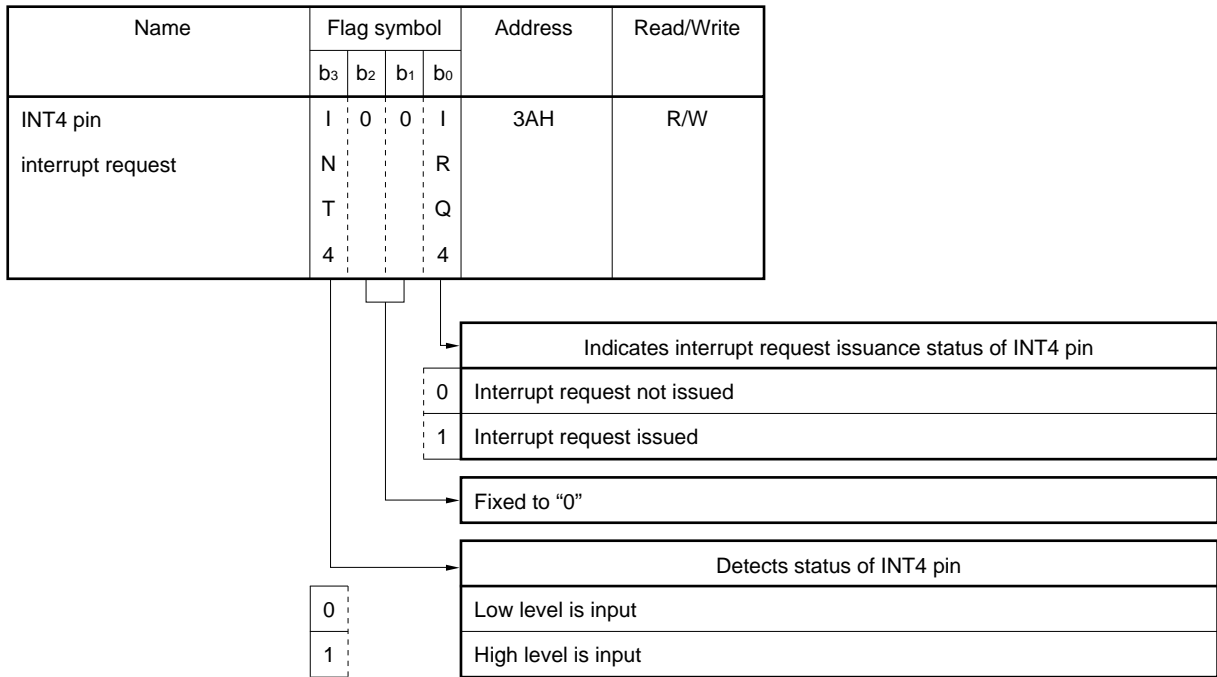 Name Flag symbol Address Read/Write
b3 b2 b1 b0
INT4 pin I 0 0 I 3AH R/W
interrupt request N R
T Q
4 4
Indicates interrupt request issuance status of INT4 pin
0 Interrupt request not issued
1 Interrupt request issued
Fixed to “0”
Detects status of INT4 pin
0 Low level is input
1 High level is input